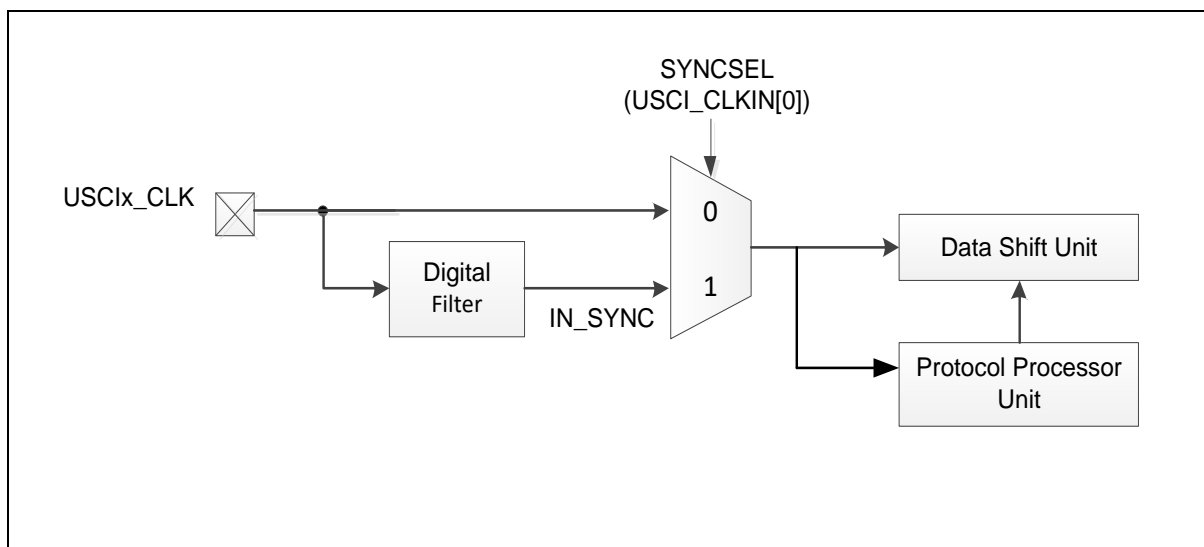 SYNCSEL
(USCI_CLKIN[0])
USCIx_CLK
0
Digital
Filter
1
IN_SYNC
Data Shift Unit
Protocol Processor
Unit